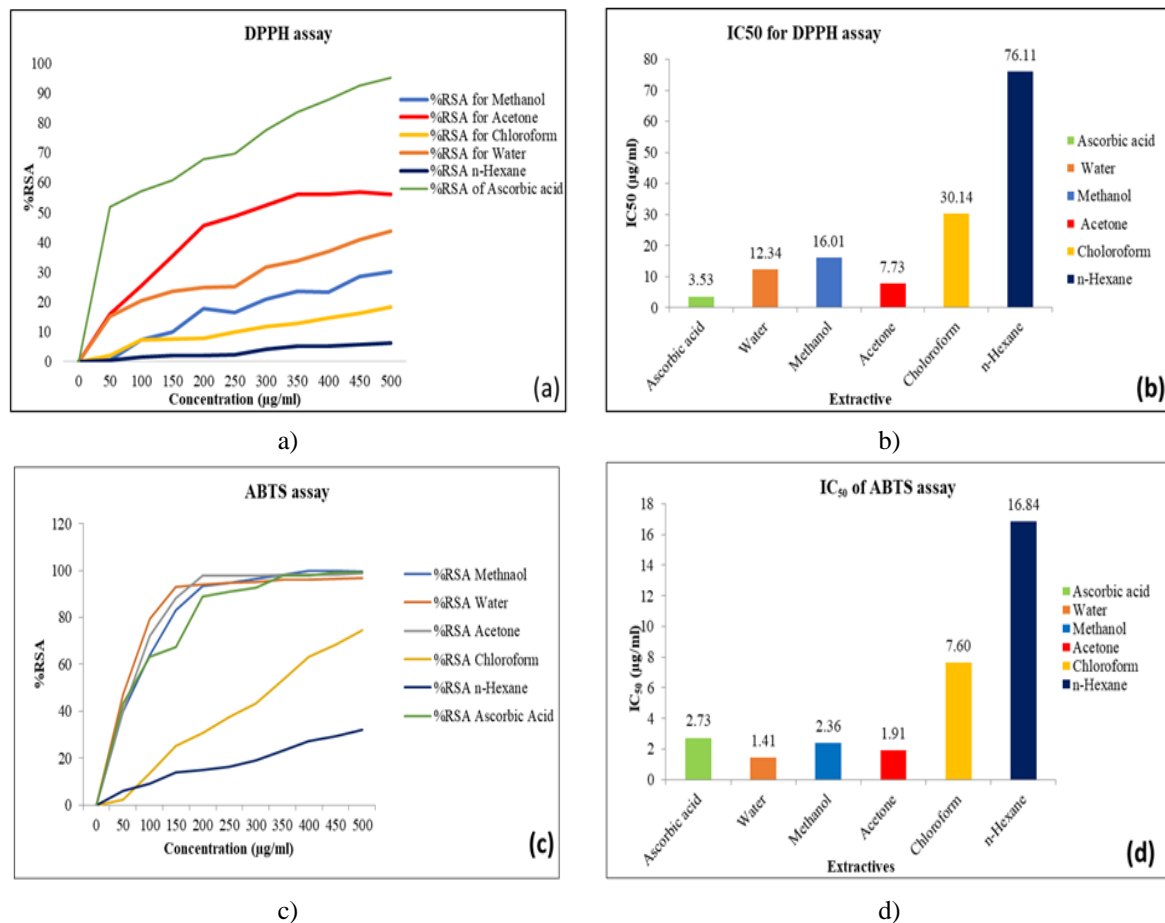 DPPH assay
100
90
80
70
60
50
40
30
20
10
0
%RSA
0 50 100 150 200 250 300 350 400 450 500
Concentration (µg/ml)
%RSA for Methanol
%RSA for Acetone
%RSA for Chloroform
%RSA for Water
%RSA n-Hexane
%RSA of Ascorbic acid
(a)
a)
IC50 for DPPH assay
80
70
60
50
40
30
20
10
0
IC50 (µg/ml)
3.53
12.34
16.01
7.73
30.14
76.11
Ascorbic acid
Water
Methanol
Acetone
Choloroform
n-Hexane
Extractive
Ascorbic acid
Water
Methanol
Acetone
Choloroform
n-Hexane
(b)
b)
ABTS assay
120
100
80
60
40
20
0
%RSA
0 50 100 150 200 250 300 350 400 450 500
Concentration (µg/ml)
%RSA Methnaol
%RSA Water
%RSA Acetone
%RSA Chloroform
%RSA n-Hexane
%RSA Ascorbic Acid
(c)
c)
IC₅₀ of ABTS assay
18
16
14
12
10
8
6
4
2
0
IC₅₀ (µg/ml)
2.73
1.41
2.36
1.91
7.60
16.84
Ascorbic acid
Water
Methanol
Acetone
Chloroform
n-Hexane
Extractives
Ascorbic acid
Water
Methanol
Acetone
Chloroform
n-Hexane
(d)
d)